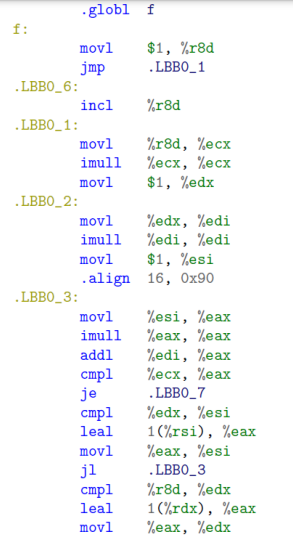 .globl f
f:
movl $1, %r8d
jmp .LBB0_1
.LBB0_6:
incl %r8d
.LBB0_1:
movl %r8d, %ecx
imull %ecx, %ecx
movl $1, %edx
.LBB0_2:
movl %edx, %edi
imull %edi, %edi
movl $1, %esi
.align 16, 0x90
.LBB0_3:
movl %esi, %eax
imull %eax, %eax
addl %edi, %eax
cmpl %ecx, %eax
je .LBB0_7
cmpl %edx, %esi
leal 1(%rsi), %eax
movl %eax, %esi
jl .LBB0_3
cmpl %r8d, %edx
leal 1(%rdx), %eax
movl %eax, %edx